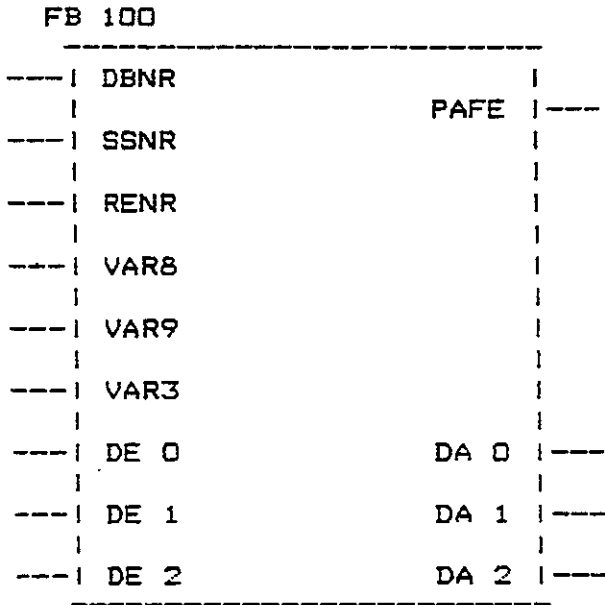 FB 100
DBNR
PAFE
SSNR
RENR
VAR8
VAR9
VAR3
DE 0 DA 0
DE 1 DA 1
DE 2 DA 2